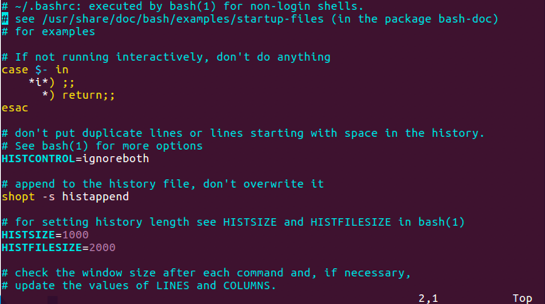 # ~/.bashrc: executed by bash(1) for non-login shells.
# see /usr/share/doc/bash/examples/startup-files (in the package bash-doc)
# for examples

# If not running interactively, don't do anything
case $- in
    *i*) ;;
      *) return;;
esac

# don't put duplicate lines or lines starting with space in the history.
# See bash(1) for more options
HISTCONTROL=ignoreboth

# append to the history file, don't overwrite it
shopt -s histappend

# for setting history length see HISTSIZE and HISTFILESIZE in bash(1)
HISTSIZE=1000
HISTFILESIZE=2000

# check the window size after each command and, if necessary,
# update the values of LINES and COLUMNS.
2,1 Top